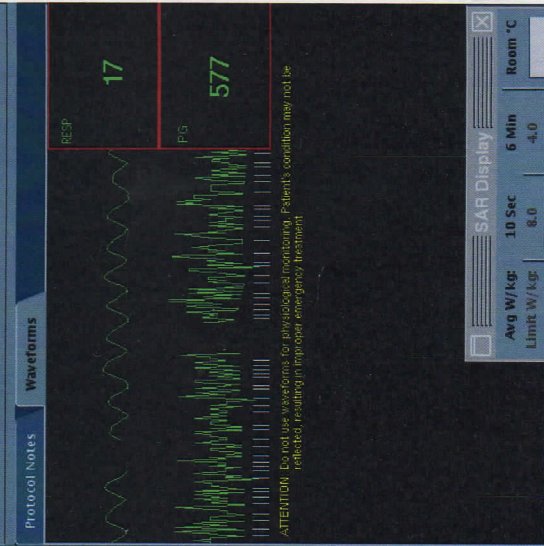 Protocol Notes
Waveforms
RESP
17
PG
577
ATTENTION: Do not use waveforms for physiological monitoring. Patient's condition may not be
reflected, resulting in improper emergency treatment
SAR Display
Avg W/kg: 10 Sec 6 Min Room °C
Limit W/kg: 8.0 4.0